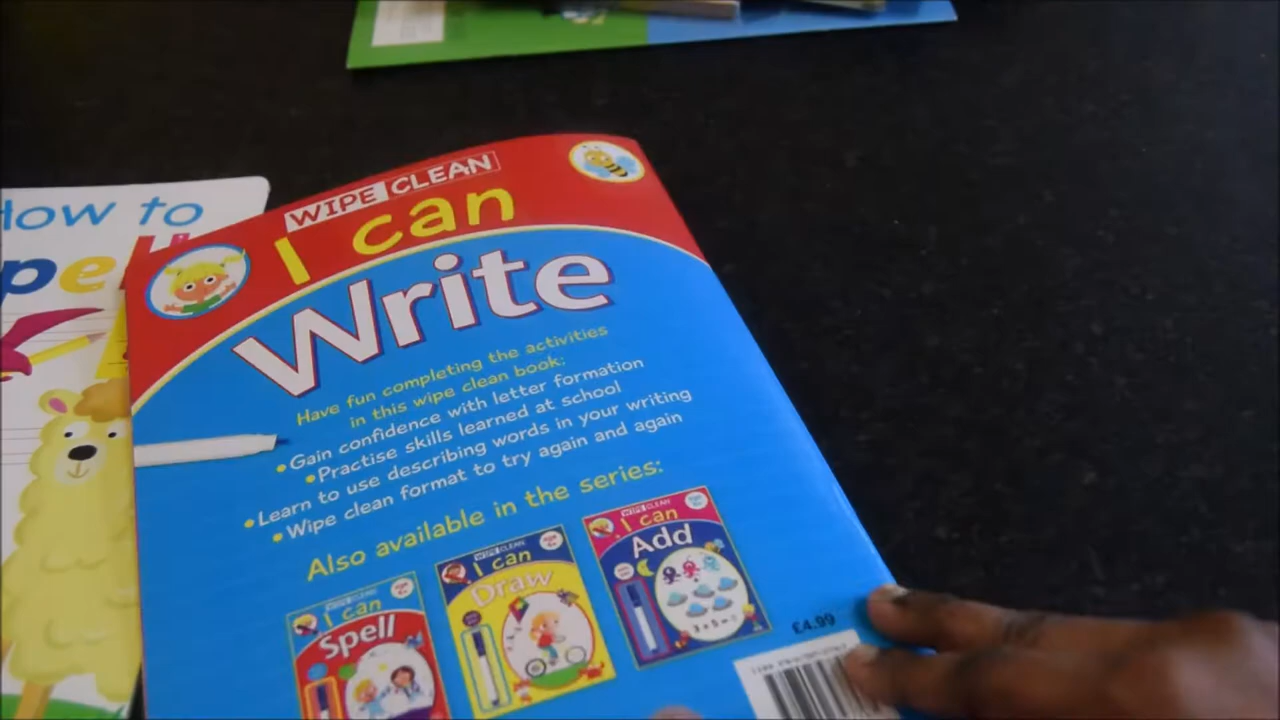 How to
WIPE CLEAN
I can
Write
Have fun completing the activities
in this wipe clean book:
• Gain confidence with letter formation
• Practise skills learned at school
• Learn to use describing words in your writing
• Wipe clean format to try again and again
Also available in the series:
I can
Spell
WIPE CLEAN
I can
Draw
WIPE CLEAN
I can
Add
£4.99